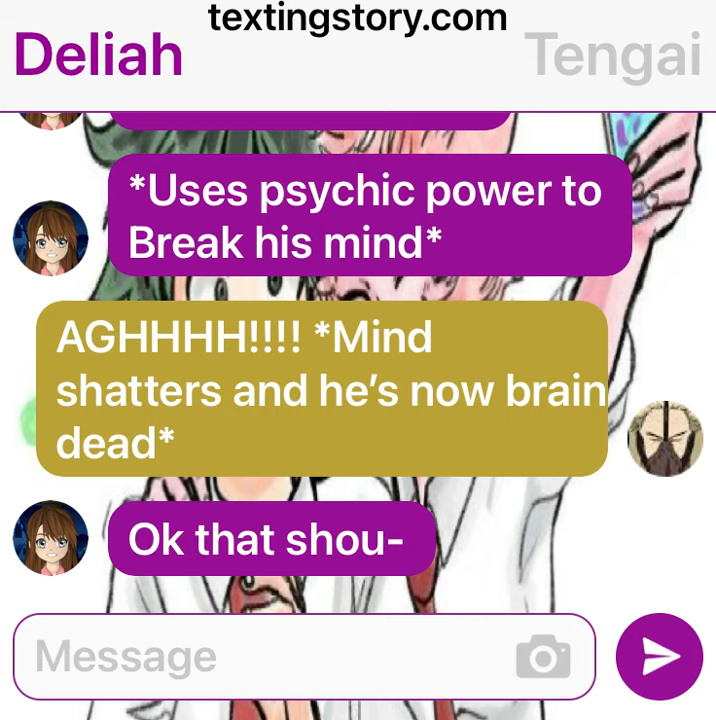 textingstory.com
Deliah
Tengai
*Uses psychic power to
Break his mind*
AGHHHH!!!! *Mind
shatters and he’s now brain
dead*
Ok that shou-
Message